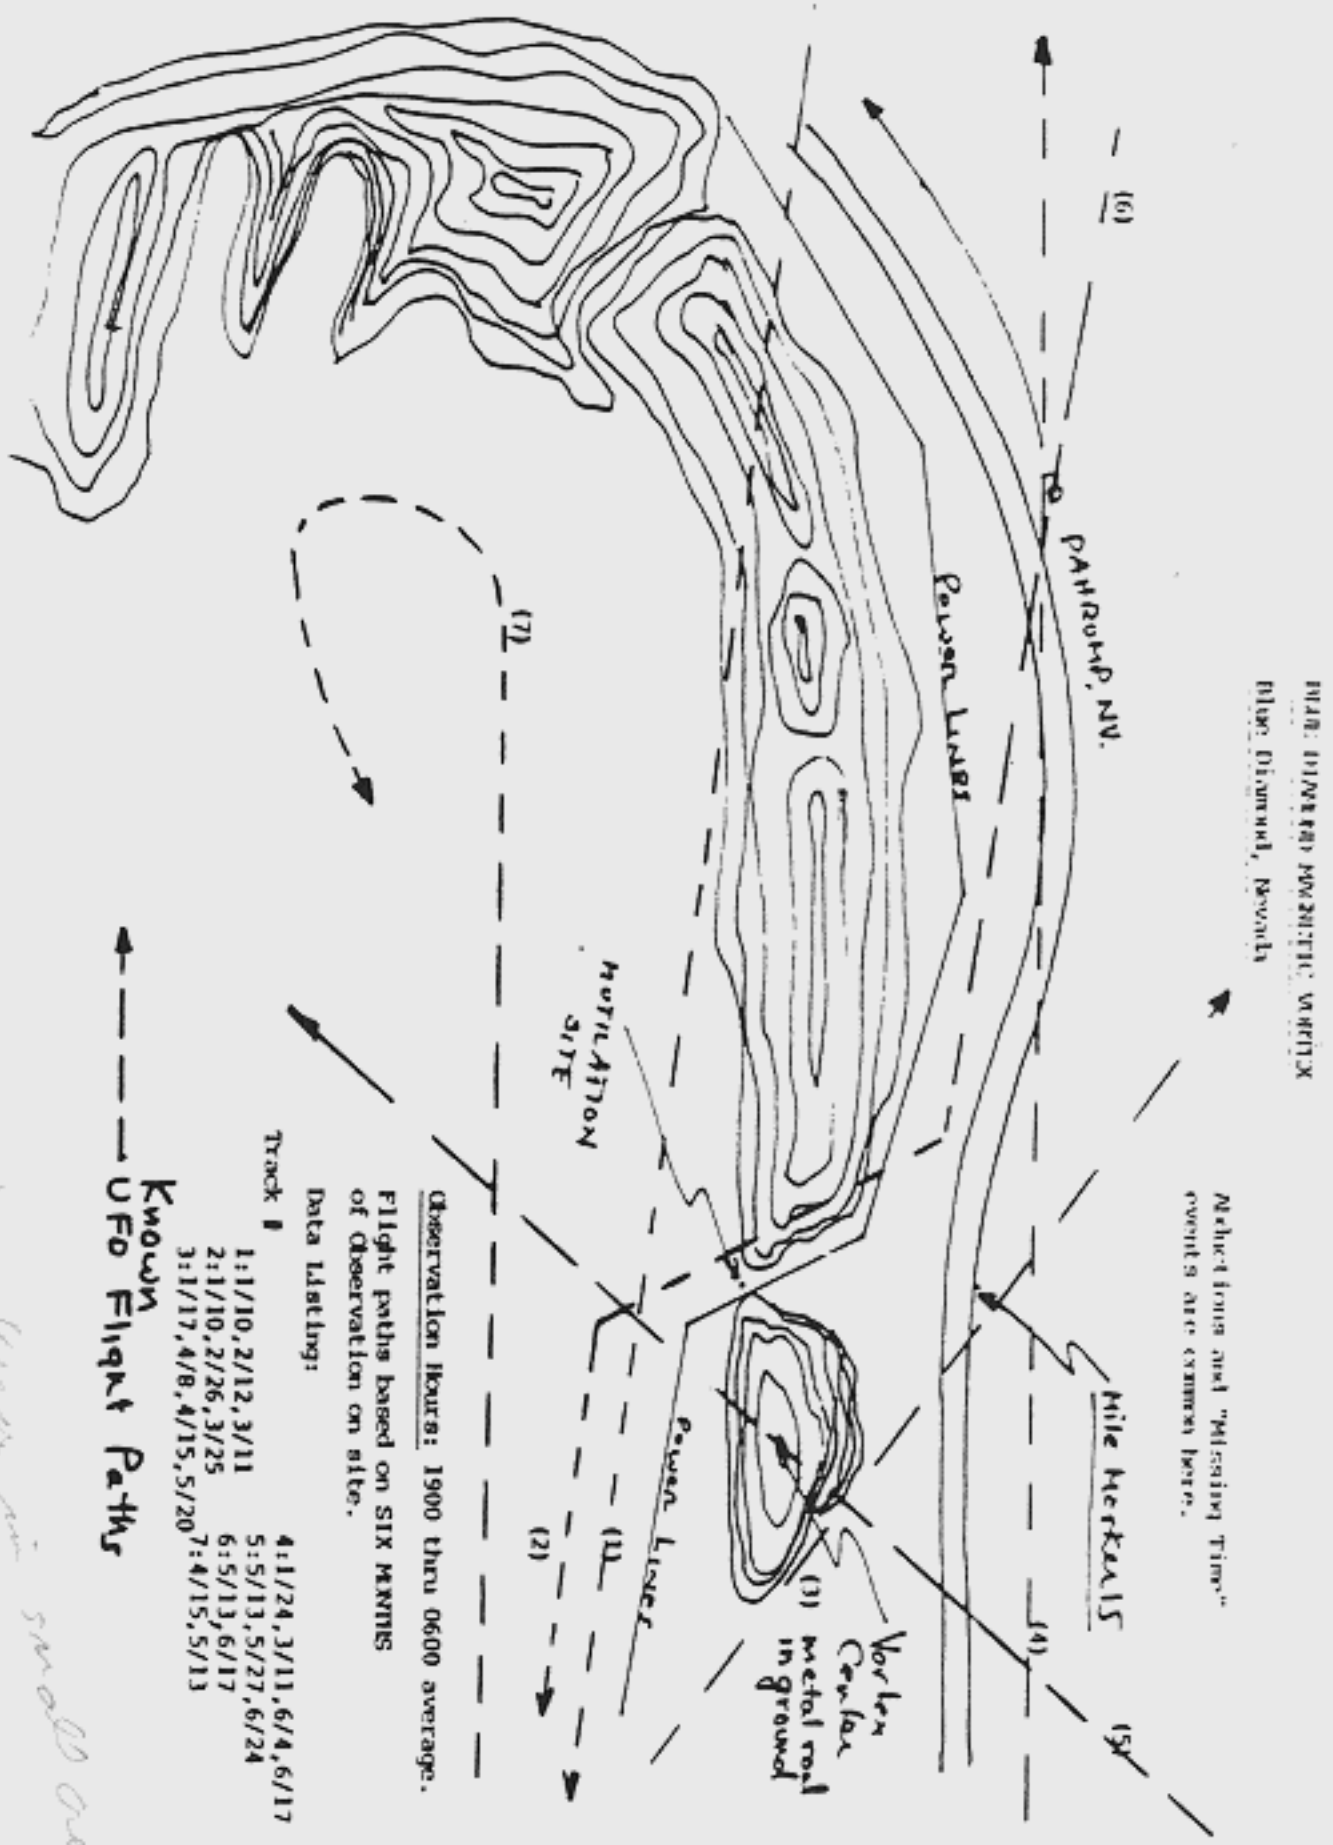 Blue Diamond, Nevada
Abductions and "Missing Time"
events are common here.
(6)
PAHRUMP, NV.
Power Lines
Mile Marker 15
(4)
(5)
Vortex
Center
(3) metal rod
in ground
(7)
MUTILATION
SITE
Power Lines
(1)
(2)
Observation Hours: 1900 thru 0600 average.
Flight paths based on SIX MONTHS
of Observation on site.
Data Listing:
Track #
1:1/10,2/12,3/11
2:1/10,2/26,3/25
3:1/17,4/8,4/15,5/20
4:1/24,3/11,6/4,6/17
5:5/13,5/27,6/24
6:5/13,6/17
7:4/15,5/13
Known
UFO Flight Paths
small